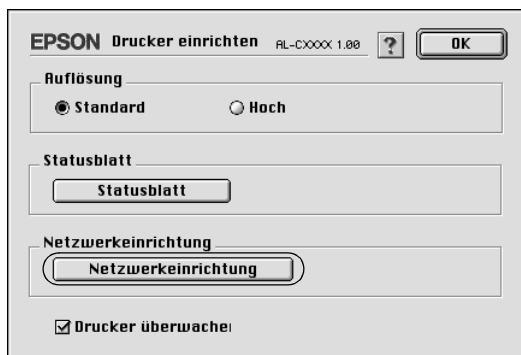 EPSON Drucker einrichten AL-CXXXX 1.00 ? OK
Auflösung
Standard Hoch
Statusblatt
Statusblatt
Netzwerkeinrichtung
Netzwerkeinrichtung
Drucker überwache